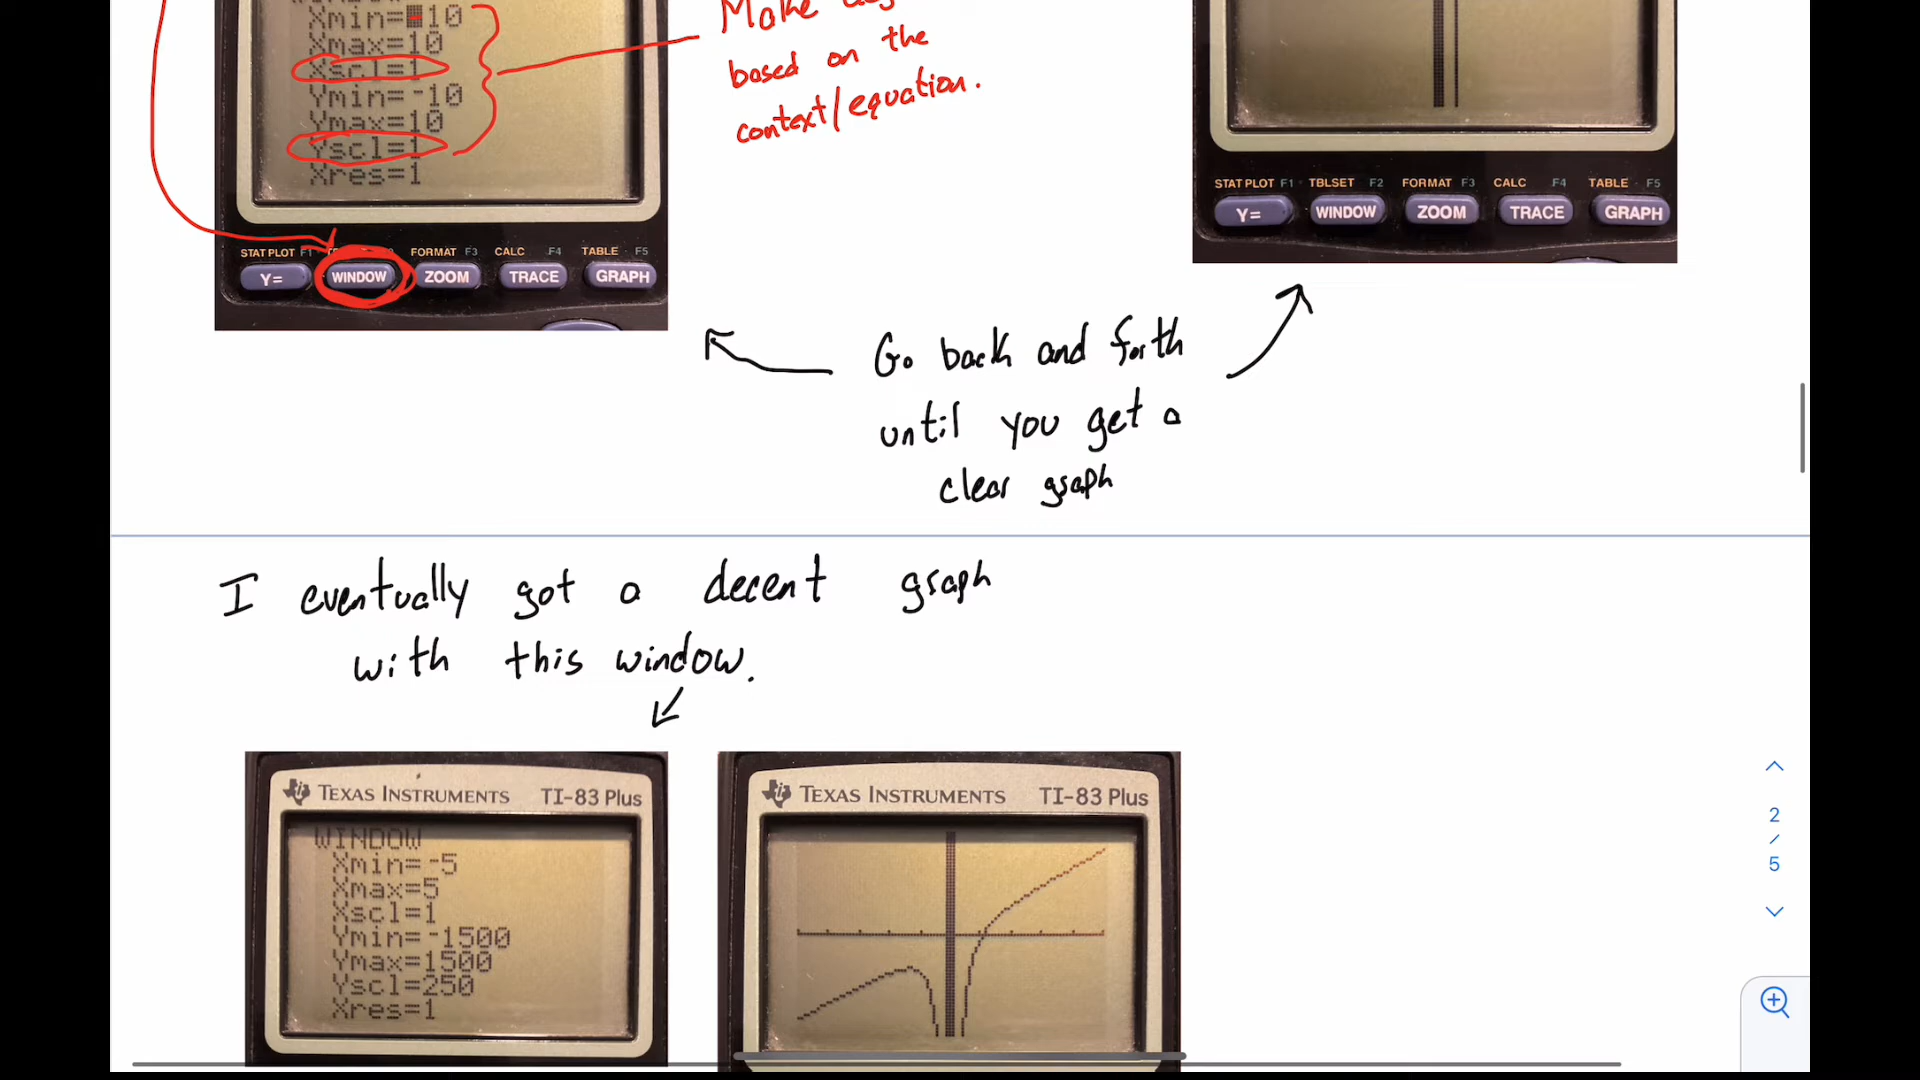 Xmin=-10
Xmax=10
Xscl=1
Ymin=-10
Ymax=10
Yscl=1
Xres=1
Make
based on the
context/equation.
STAT PLOT F1 F2 FORMAT F3 CALC F4 TABLE F5
Y= WINDOW ZOOM TRACE GRAPH
STAT PLOT F1 TBLSET F2 FORMAT F3 CALC F4 TABLE F5
Y= WINDOW ZOOM TRACE GRAPH
Go back and forth
until you get a
clear graph
I eventually got a decent graph
with this window.
TEXAS INSTRUMENTS TI-83 Plus
WINDOW
Xmin=-5
Xmax=5
Xscl=1
Ymin=-1500
Ymax=1500
Yscl=250
Xres=1
TEXAS INSTRUMENTS TI-83 Plus
2
/
5